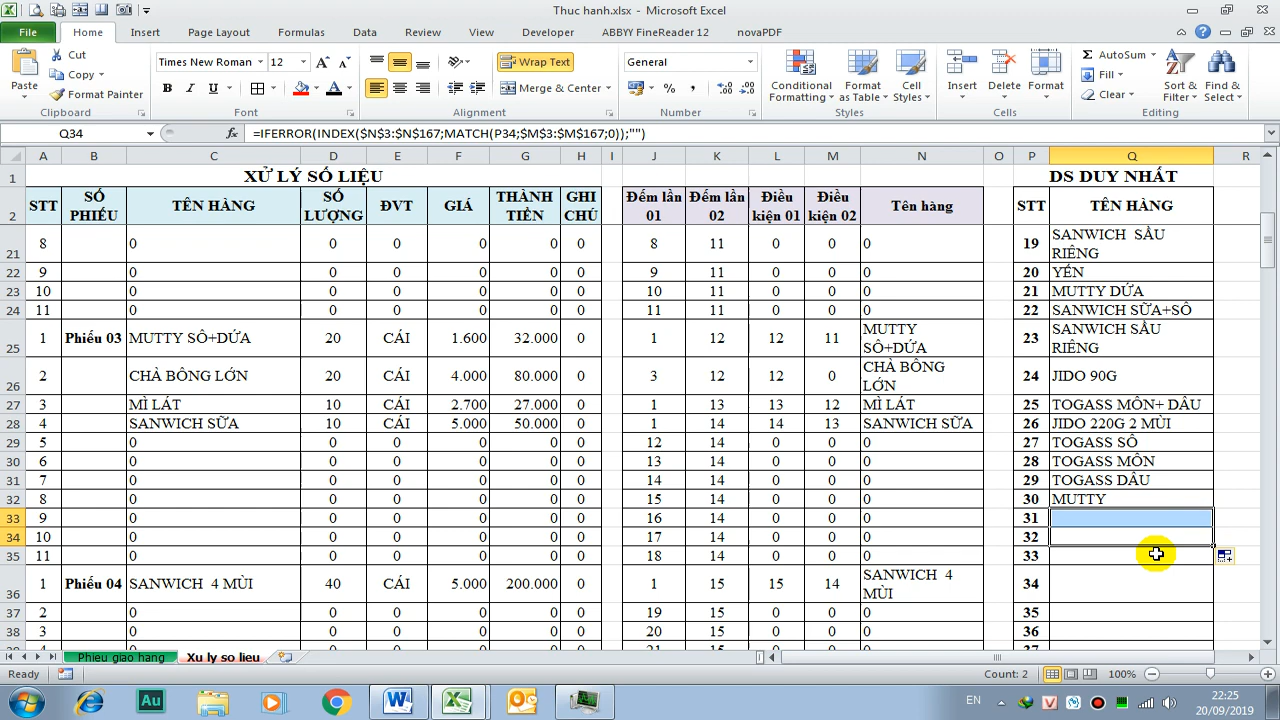 Thuc hanh.xlsx - Microsoft Excel
File Home Insert Page Layout Formulas Data Review View Developer ABBYY FineReader 12 novaPDF
Paste Cut Copy Format Painter Clipboard
Times New Roman 12 B I U A Font
Wrap Text Merge & Center Alignment
General % , Number
Conditional Formatting Format as Table Cell Styles Styles
Insert Delete Format Cells
Σ AutoSum Fill Clear Sort & Filter Find & Select Editing
Q34 fx =IFERROR(INDEX($N$3:$N$167;MATCH(P34;$M$3:$M$167;0));"")
A B C D E F G H I J K L M N O P Q R
1 XỬ LÝ SỐ LIỆU DS DUY NHẤT
2 STT SỐ PHIẾU TÊN HÀNG SỐ LƯỢNG ĐVT GIÁ THÀNH TIỀN GHI CHÚ Đếm lần 01 Đếm lần 02 Điều kiện 01 Điều kiện 02 Tên hàng STT TÊN HÀNG
21 8 0 0 0 0 0 0 8 11 0 0 0 19 SANWICH SẦU RIÊNG
22 9 0 0 0 0 0 0 9 11 0 0 0 20 YẾN
23 10 0 0 0 0 0 0 10 11 0 0 0 21 MUTTY DỨA
24 11 0 0 0 0 0 0 11 11 0 0 0 22 SANWICH SỮA+SÔ
25 1 Phiếu 03 MUTTY SÔ+DỨA 20 CÁI 1.600 32.000 0 1 12 12 11 MUTTY SÔ+DỨA 23 SANWICH SẦU RIÊNG
26 2 CHÀ BÔNG LỚN 20 CÁI 4.000 80.000 0 3 12 12 0 CHÀ BÔNG LỚN 24 JIDO 90G
27 3 MÌ LÁT 10 CÁI 2.700 27.000 0 1 13 13 12 MÌ LÁT 25 TOGASS MÔN+ DÂU
28 4 SANWICH SỮA 10 CÁI 5.000 50.000 0 1 14 14 13 SANWICH SỮA 26 JIDO 220G 2 MÙI
29 5 0 0 0 0 0 0 12 14 0 0 0 27 TOGASS SÔ
30 6 0 0 0 0 0 0 13 14 0 0 0 28 TOGASS MÔN
31 7 0 0 0 0 0 0 14 14 0 0 0 29 TOGASS DÂU
32 8 0 0 0 0 0 0 15 14 0 0 0 30 MUTTY
33 9 0 0 0 0 0 0 16 14 0 0 0 31
34 10 0 0 0 0 0 0 17 14 0 0 0 32
35 11 0 0 0 0 0 0 18 14 0 0 0 33
36 1 Phiếu 04 SANWICH 4 MÙI 40 CÁI 5.000 200.000 0 1 15 15 14 SANWICH 4 MÙI 34
37 2 0 0 0 0 0 0 19 15 0 0 0 35
38 3 0 0 0 0 0 0 20 15 0 0 0 36
Phieu giao hang Xu ly so lieu
Ready Count: 2 100%
EN 22:25
20/09/2019